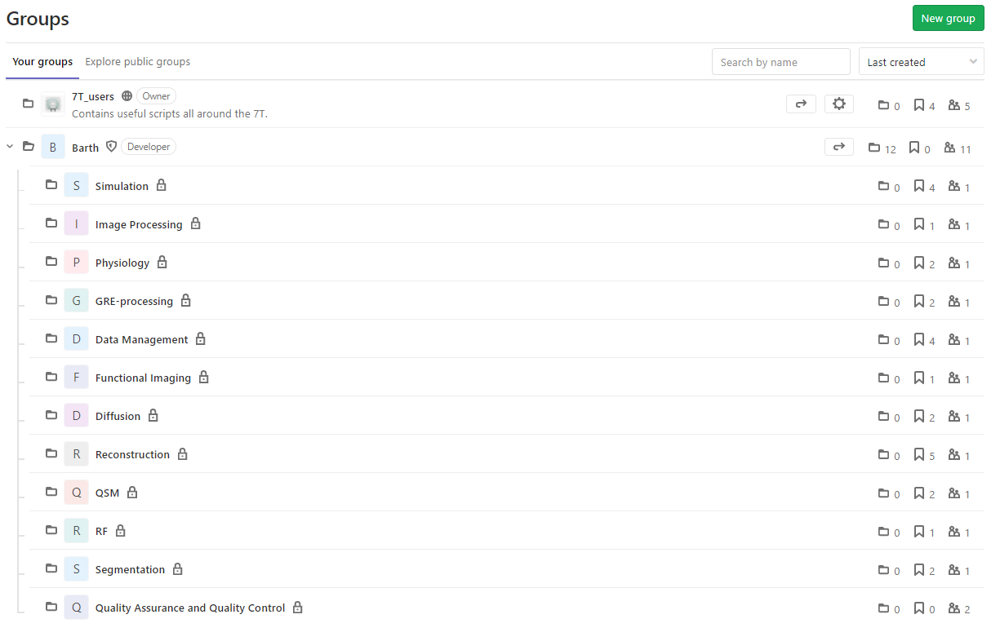 Groups
New group
Your groups Explore public groups Search by name Last created
7T_users Owner
Contains useful scripts all around the 7T.
0 4 5
B Barth Developer 12 0 11
S Simulation 0 4 1
I Image Processing 0 1 1
P Physiology 0 2 1
G GRE-processing 0 2 1
D Data Management 0 4 1
F Functional Imaging 0 1 1
D Diffusion 0 2 1
R Reconstruction 0 5 1
Q QSM 0 2 1
R RF 0 1 1
S Segmentation 0 2 1
Q Quality Assurance and Quality Control 0 0 2